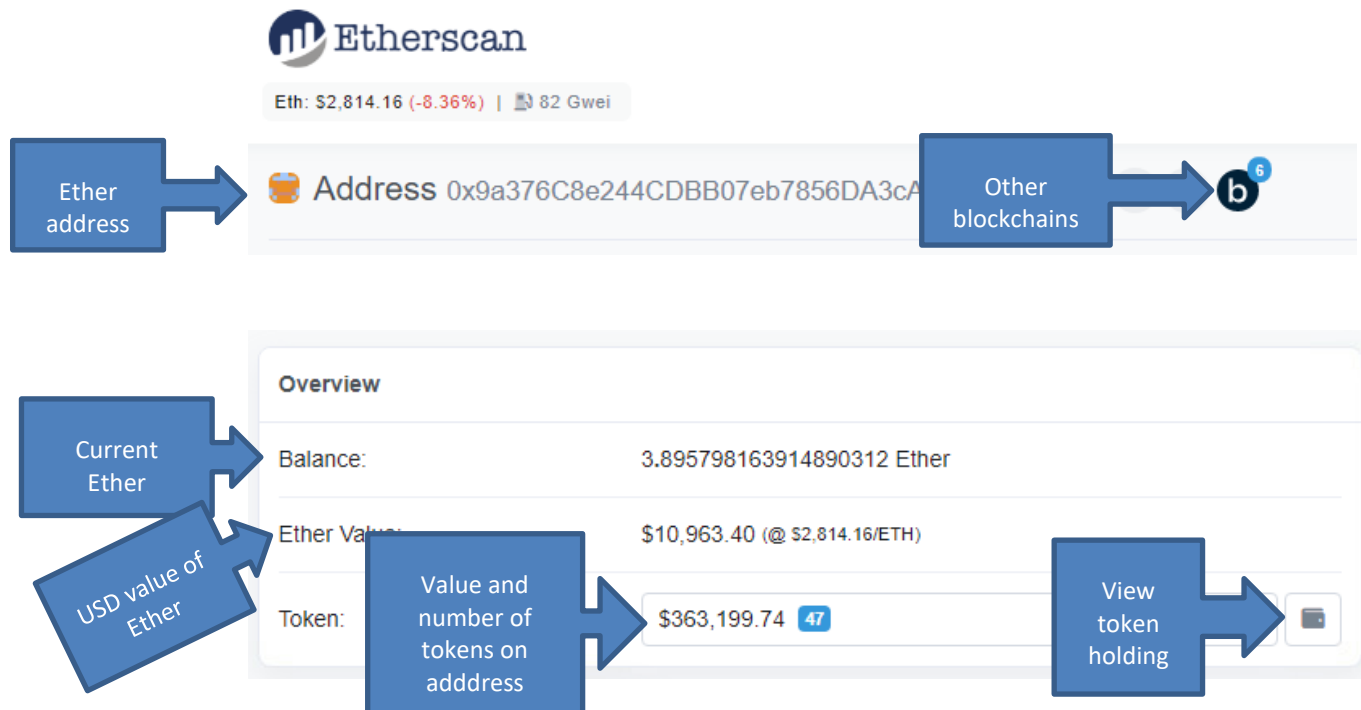 Etherscan
Eth: $2,814.16 (-8.36%) | 82 Gwei
Ether
address
Address 0x9a376C8e244CDBB07eb7856DA3cA
Other
blockchains
b
6
Overview
Current
Ether
Balance:
3.895798163914890312 Ether
USD value of
Ether
Ether Value:
$10,963.40 (@ $2,814.16/ETH)
Value and
number of
tokens on
adddress
Token:
$363,199.74 47
View
token
holding